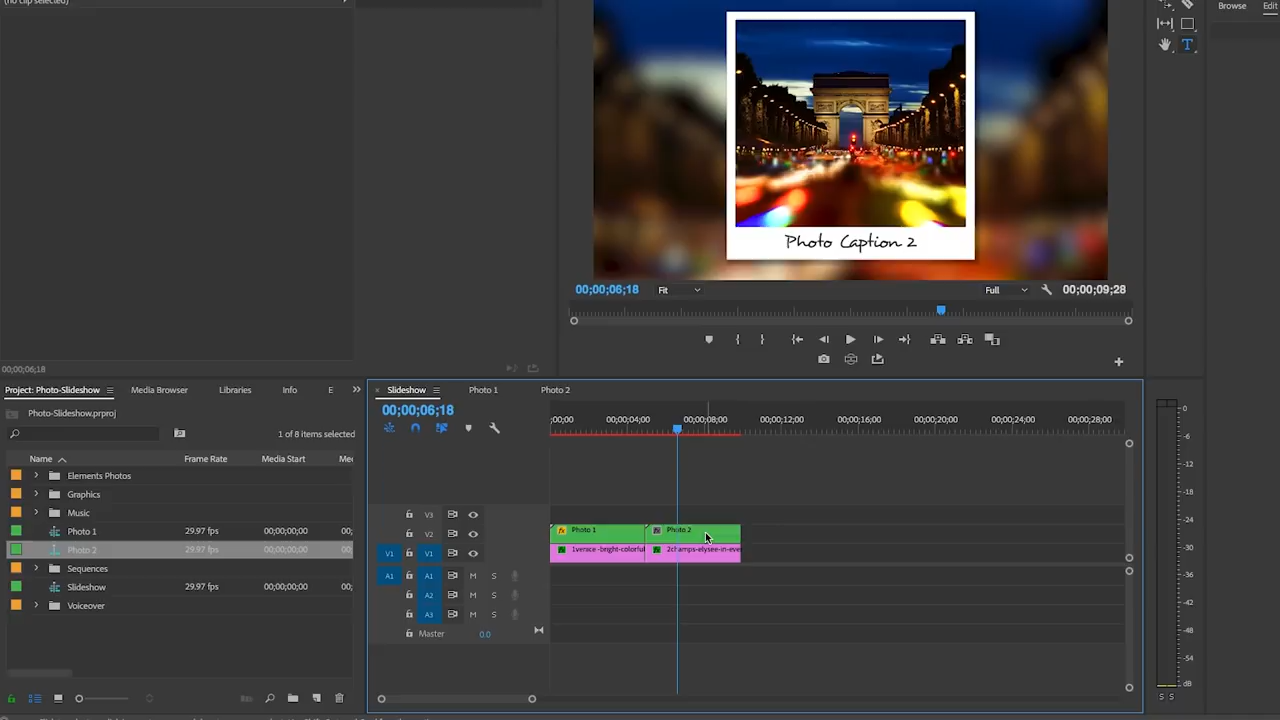 (no clip selected)
Browse
Edit
Photo Caption 2
00;00;06;18
Fit
Full
00;00;09;28
00;00;06;18
Project: Photo-Slideshow
Media Browser
Libraries
Info
E
Photo-Slideshow.prproj
1 of 8 items selected
Name
Frame Rate
Media Start
Me
Elements Photos
Graphics
Music
Photo 1
29.97 fps
00;00;00;00
00;
Photo 2
29.97 fps
00;00;00;00
00;
Sequences
Slideshow
29.97 fps
00;00;00;00
00;
Voiceover
Slideshow
Photo 1
Photo 2
00;00;06;18
;00;00
00;00;04;00
00;00;08;00
00;00;12;00
00;00;16;00
00;00;20;00
00;00;24;00
00;00;28;00
V3
V2
Photo 1
Photo 2
V1
V1
1venice -bright-colorful
2champs-elysee-in-eve
A1
A1
M
S
A2
M
S
A3
M
S
Master
0.0
0
-6
-12
-18
-24
-30
-36
-42
-48
-54
dB
S
S